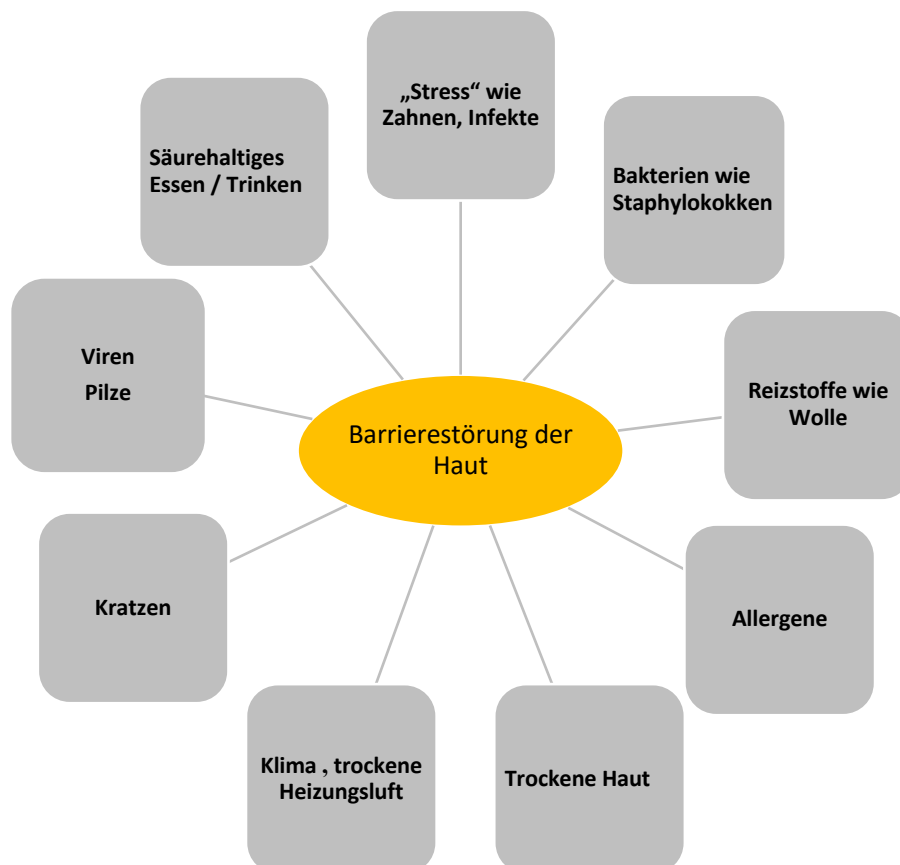 „Stress“ wie
Zahnen, Infekte
Bakterien wie
Staphylokokken
Reizstoffe wie
Wolle
Allergene
Trockene Haut
Klima , trockene
Heizungsluft
Kratzen
Viren
Pilze
Säurehaltiges
Essen / Trinken
Barrierestörung der
Haut